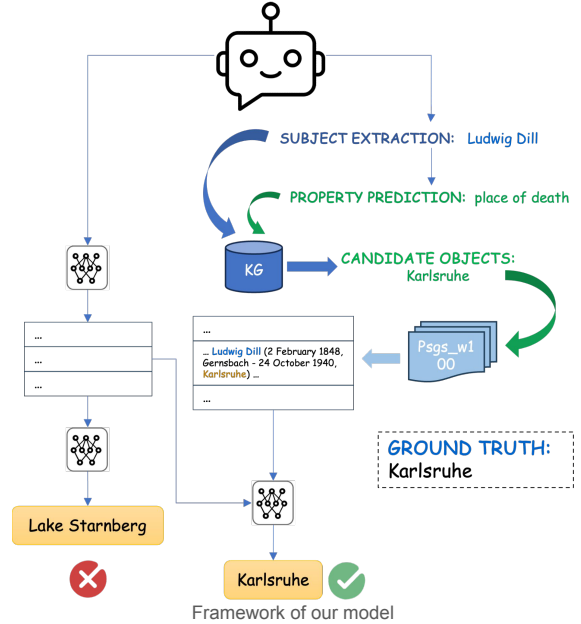 SUBJECT EXTRACTION: Ludwig Dill
PROPERTY PREDICTION: place of death
KG
CANDIDATE OBJECTS:
Karlsruhe
Psgs_w1
00
...
...
...
...
... Ludwig Dill (2 February 1848,
Gernsbach – 24 October 1940,
Karlsruhe) ...
...
GROUND TRUTH:
Karlsruhe
Lake Starnberg
Karlsruhe
Framework of our model